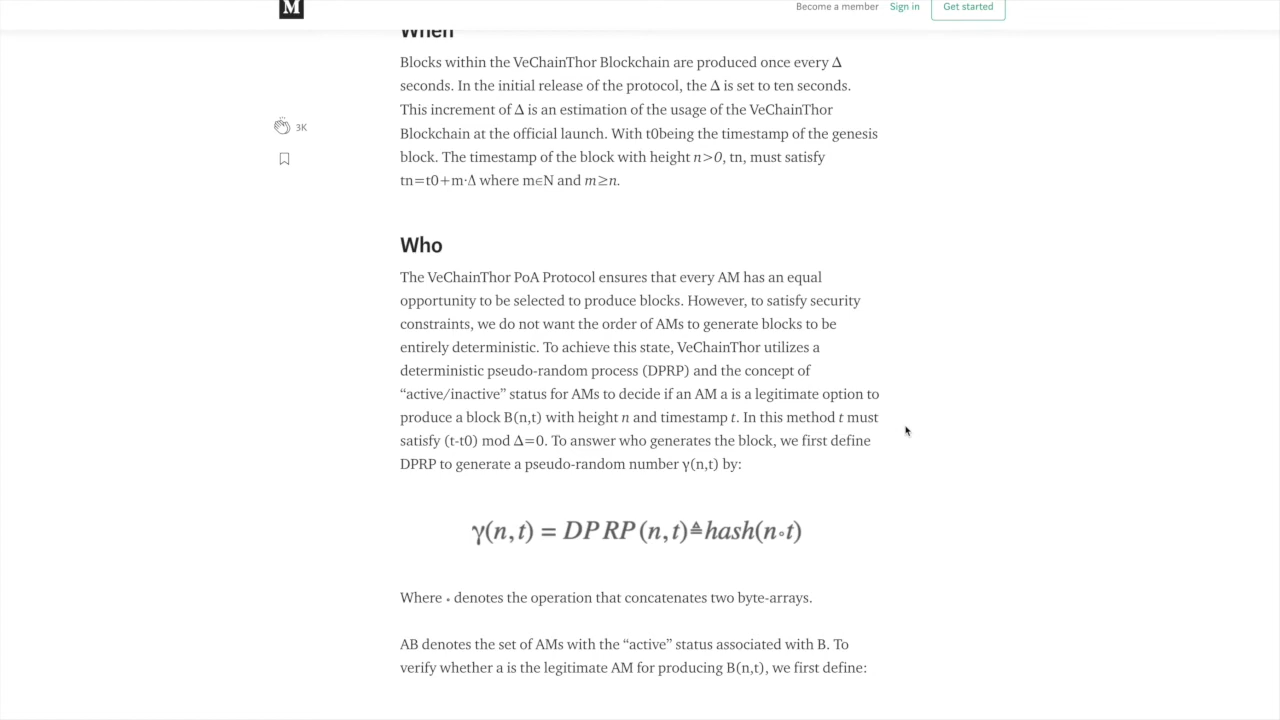 M
Become a member Sign in Get started
When
Blocks within the VeChainThor Blockchain are produced once every Δ
seconds. In the initial release of the protocol, the Δ is set to ten seconds.
This increment of Δ is an estimation of the usage of the VeChainThor
Blockchain at the official launch. With t0being the timestamp of the genesis
block. The timestamp of the block with height n>0, tn, must satisfy
tn=t0+m·Δ where m∈N and m≥n.
3K
Who
The VeChainThor PoA Protocol ensures that every AM has an equal
opportunity to be selected to produce blocks. However, to satisfy security
constraints, we do not want the order of AMs to generate blocks to be
entirely deterministic. To achieve this state, VeChainThor utilizes a
deterministic pseudo-random process (DPRP) and the concept of
“active/inactive” status for AMs to decide if an AM a is a legitimate option to
produce a block B(n,t) with height n and timestamp t. In this method t must
satisfy (t-t0) mod Δ=0. To answer who generates the block, we first define
DPRP to generate a pseudo-random number γ(n,t) by:
γ(n,t) = DPRP(n,t)≜hash(n∘t)
Where ∘ denotes the operation that concatenates two byte-arrays.
AB denotes the set of AMs with the “active” status associated with B. To
verify whether a is the legitimate AM for producing B(n,t), we first define: